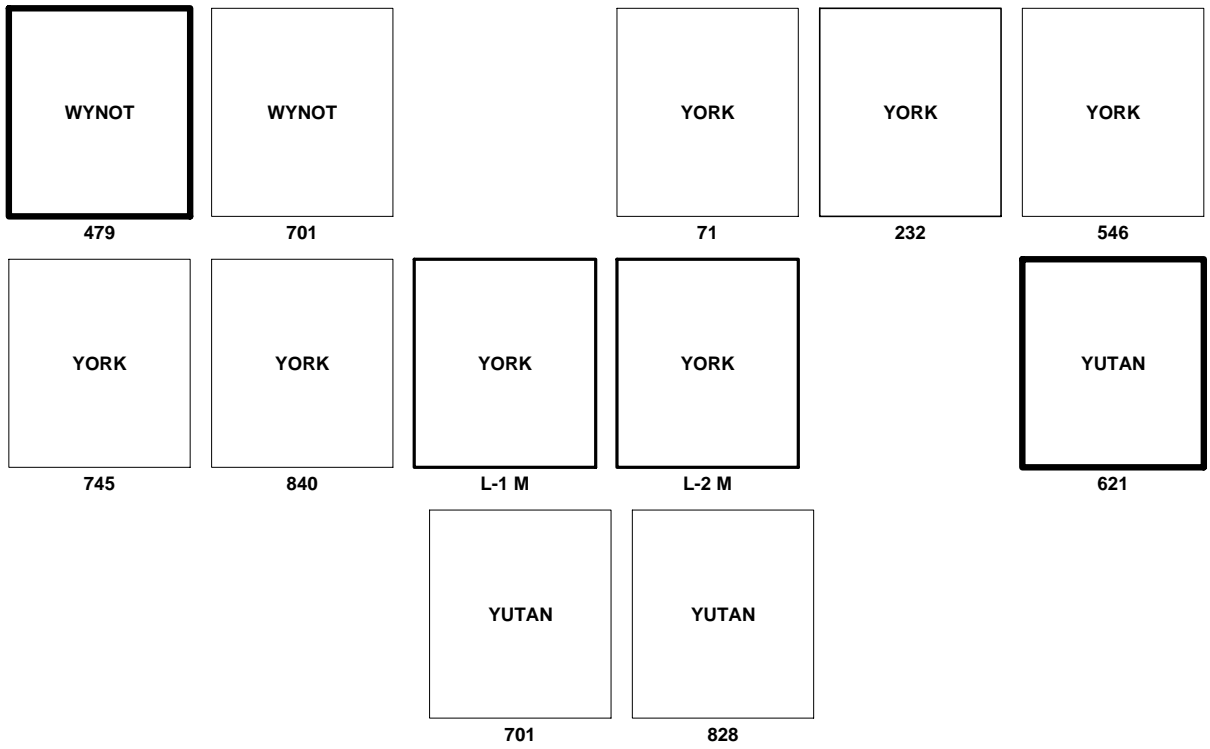 WYNOT WYNOT YORK YORK YORK
479 701 71 232 546
YORK YORK YORK YORK YUTAN
745 840 L-1 M L-2 M 621
YUTAN YUTAN
701 828